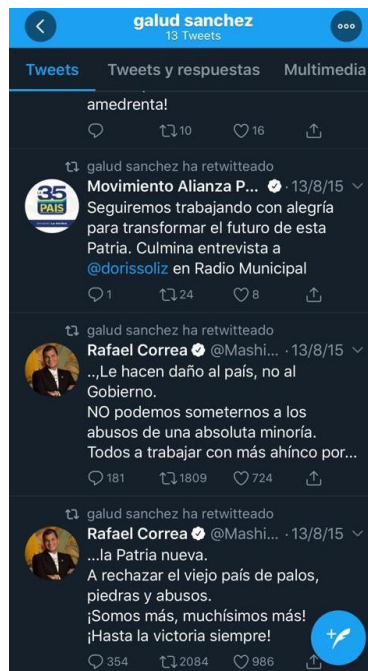 galud sanchez
13 Tweets
Tweets Tweets y respuestas Multimedia
amedrenta!
10 16
galud sanchez ha retwitteado
Movimiento Alianza P... · 13/8/15
Seguiremos trabajando con alegría
para transformar el futuro de esta
Patria. Culmina entrevista a
@dorissoliz en Radio Municipal
1 24 8
35
PAIS
galud sanchez ha retwitteado
Rafael Correa @Mashi... · 13/8/15
..,Le hacen daño al país, no al
Gobierno.
NO podemos someternos a los
abusos de una absoluta minoría.
Todos a trabajar con más ahínco por...
181 1809 724
galud sanchez ha retwitteado
Rafael Correa @Mashi... · 13/8/15
...la Patria nueva.
A rechazar el viejo país de palos,
piedras y abusos.
¡Somos más, muchísimos más!
¡Hasta la victoria siempre!
354 2084 986